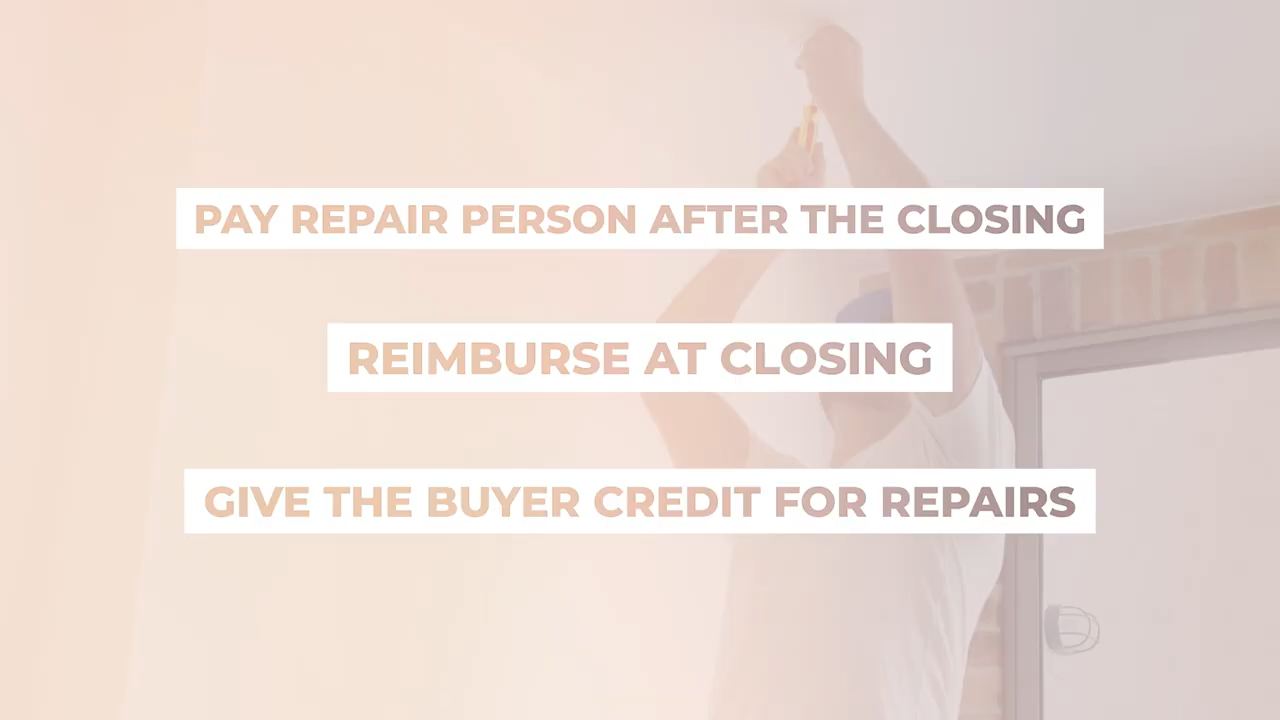 PAY REPAIR PERSON AFTER THE CLOSING
REIMBURSE AT CLOSING
GIVE THE BUYER CREDIT FOR REPAIRS